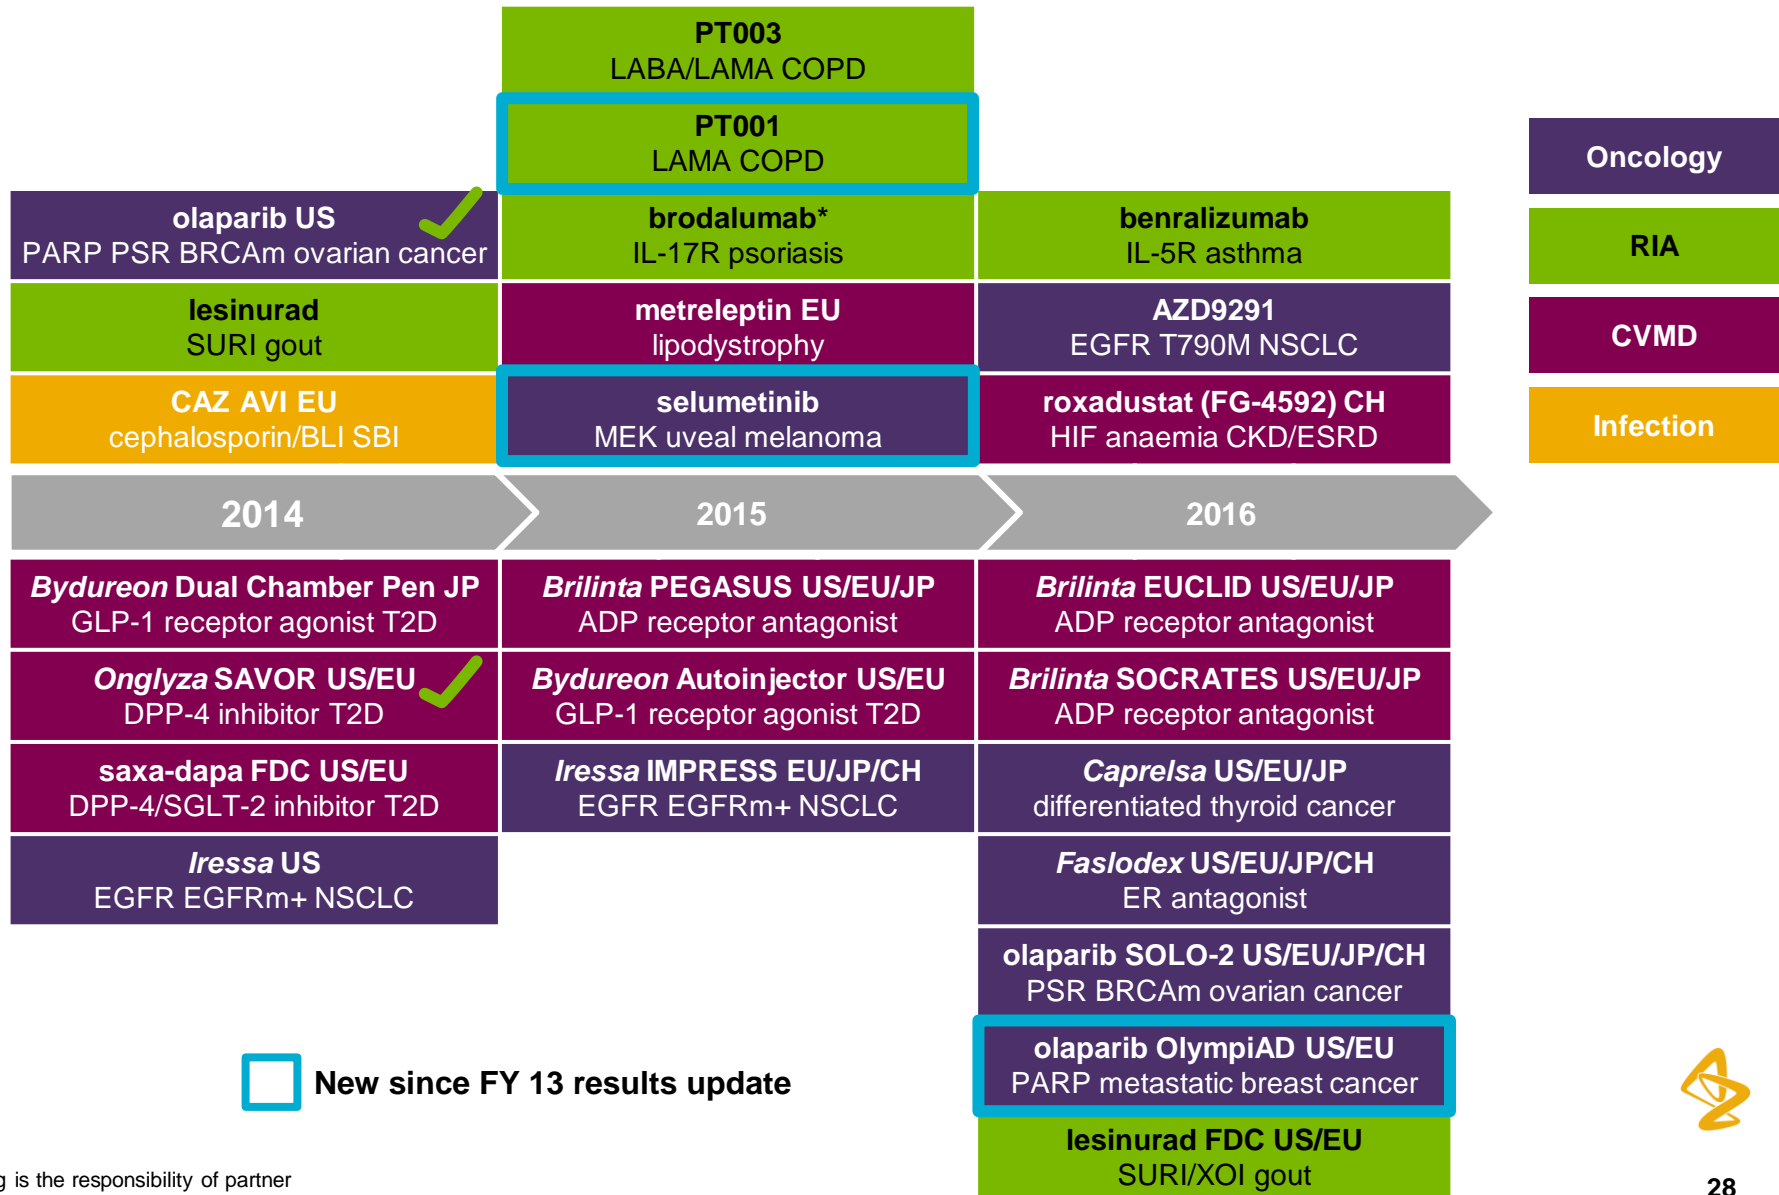 PT003
LABA/LAMA COPD
PT001
LAMA COPD
olaparib US
PARP PSR BRCAm ovarian cancer
brodalumab*
IL-17R psoriasis
benralizumab
IL-5R asthma
lesinurad
SURI gout
metreleptin EU
lipodystrophy
AZD9291
EGFR T790M NSCLC
CAZ AVI EU
cephalosporin/BLI SBI
selumetinib
MEK uveal melanoma
roxadustat (FG-4592) CH
HIF anaemia CKD/ESRD
Oncology
RIA
CVMD
Infection
2014
2015
2016
Bydureon Dual Chamber Pen JP
GLP-1 receptor agonist T2D
Brilinta PEGASUS US/EU/JP
ADP receptor antagonist
Brilinta EUCLID US/EU/JP
ADP receptor antagonist
Onglyza SAVOR US/EU
DPP-4 inhibitor T2D
Bydureon Autoinjector US/EU
GLP-1 receptor agonist T2D
Brilinta SOCRATES US/EU/JP
ADP receptor antagonist
saxa-dapa FDC US/EU
DPP-4/SGLT-2 inhibitor T2D
Iressa IMPRESS EU/JP/CH
EGFR EGFRm+ NSCLC
Caprelsa US/EU/JP
differentiated thyroid cancer
Iressa US
EGFR EGFRm+ NSCLC
Faslodex US/EU/JP/CH
ER antagonist
olaparib SOLO-2 US/EU/JP/CH
PSR BRCAm ovarian cancer
olaparib OlympiAD US/EU
PARP metastatic breast cancer
lesinurad FDC US/EU
SURI/XOI gout
New since FY 13 results update
is the responsibility of partner
28